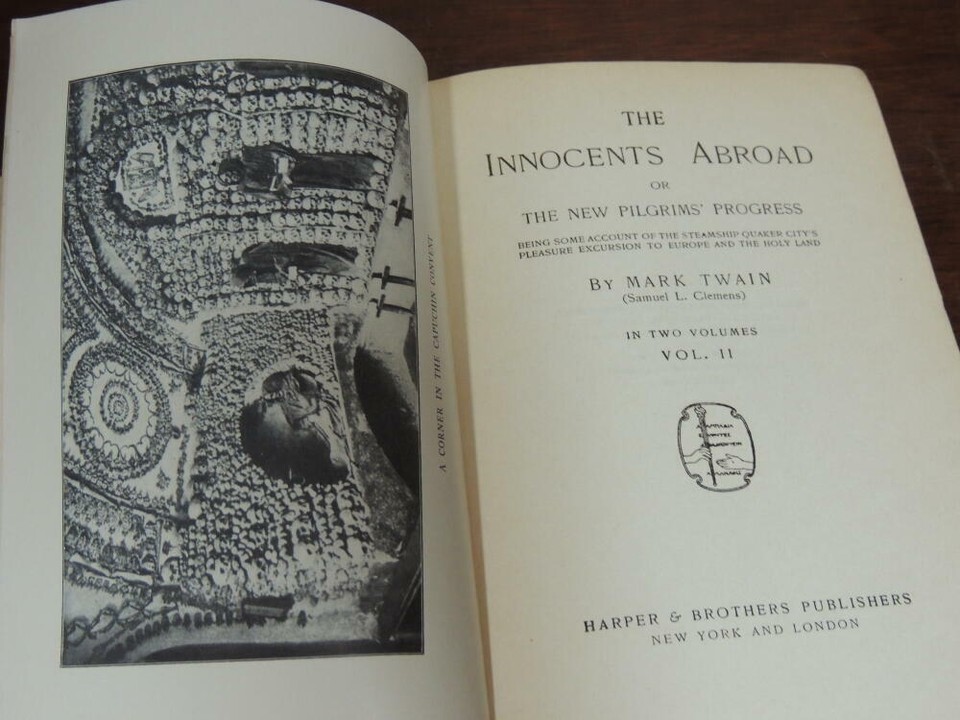 A CORNER IN THE CAPUCHIN CONVENT
THE
INNOCENTS ABROAD
OR
THE NEW PILGRIMS' PROGRESS
BEING SOME ACCOUNT OF THE STEAMSHIP QUAKER CITY'S
PLEASURE EXCURSION TO EUROPE AND THE HOLY LAND
BY MARK TWAIN
(Samuel L. Clemens)
IN TWO VOLUMES
VOL. II
HARPER & BROTHERS PUBLISHERS
NEW YORK AND LONDON